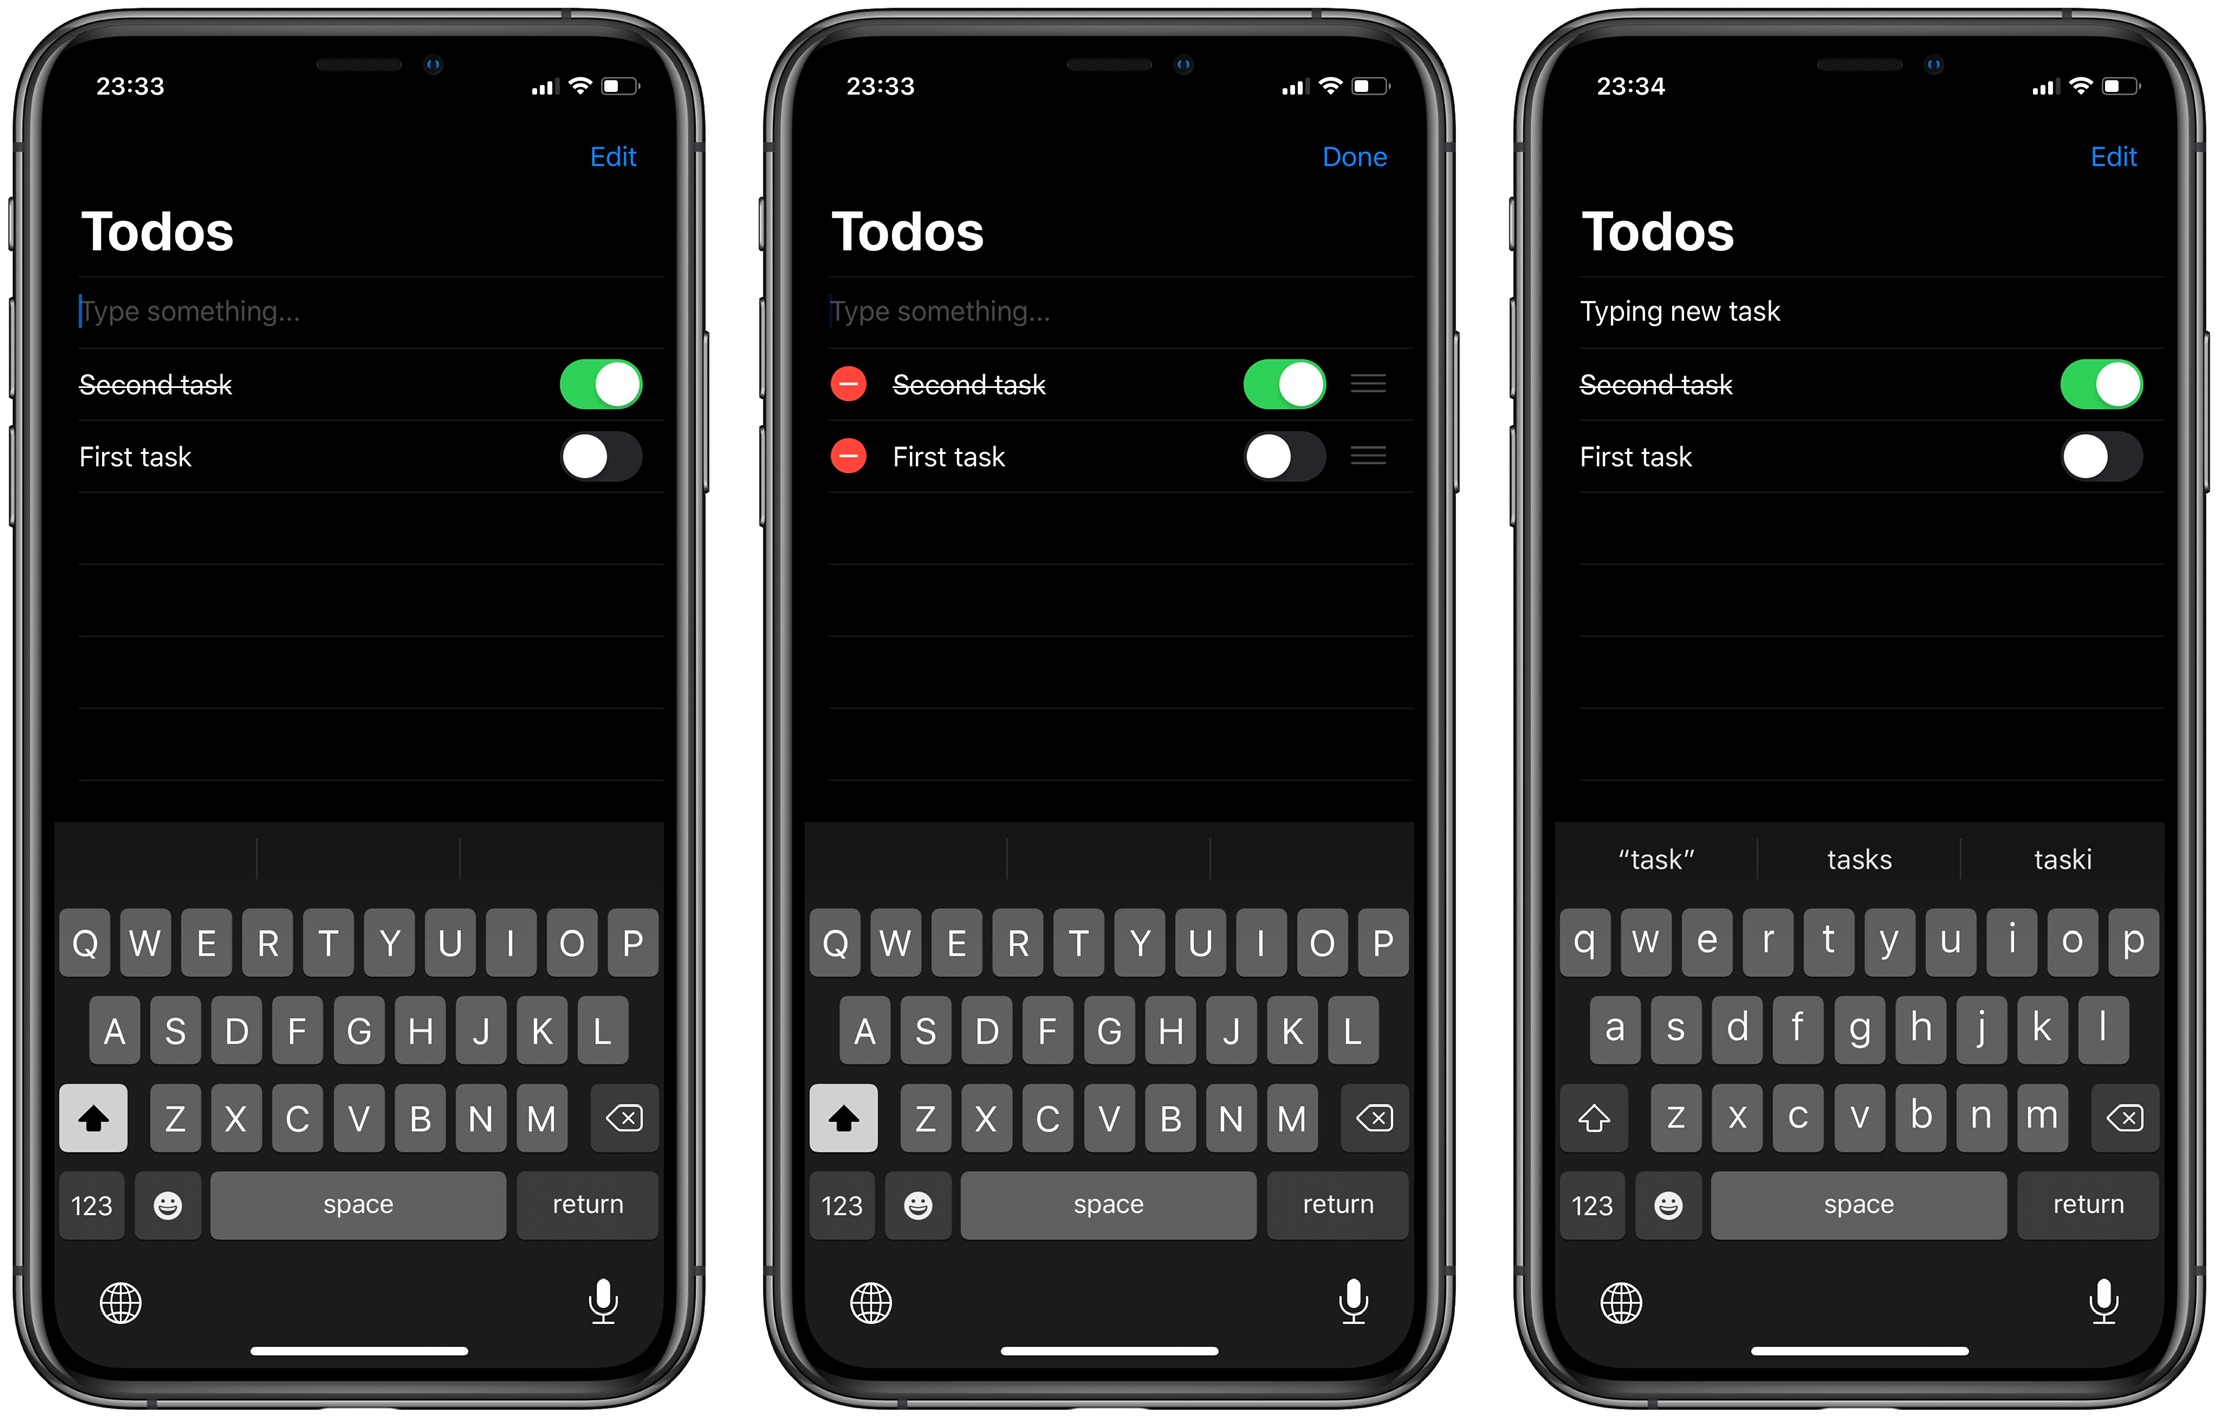 23:33
Edit
Todos
Type something...
Second task
First task
Q W E R T Y U I O P
A S D F G H J K L
Z X C V B N M
123 space return
23:33
Done
Todos
Type something...
Second task
First task
Q W E R T Y U I O P
A S D F G H J K L
Z X C V B N M
123 space return
23:34
Edit
Todos
Typing new task
Second task
First task
“task” tasks taski
q w e r t y u i o p
a s d f g h j k l
z x c v b n m
123 space return